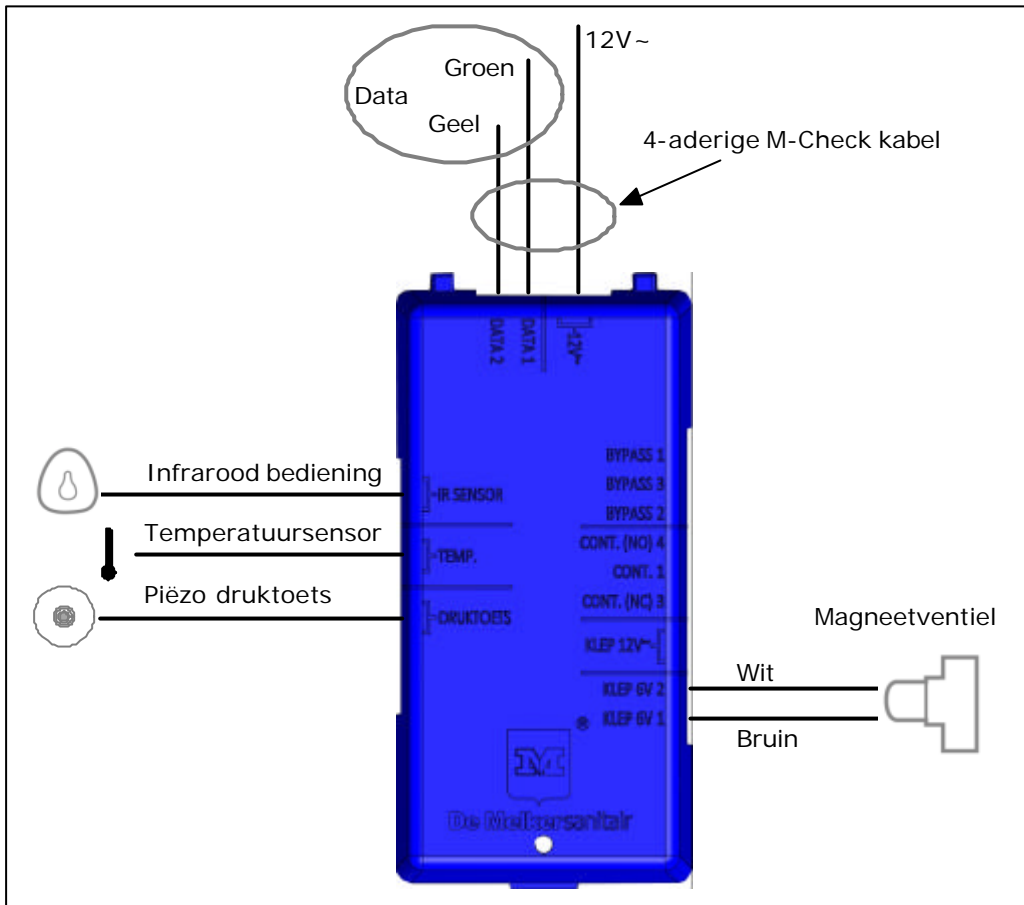 12V~
Groen
Data
Geel
4-aderige M-Check kabel
DATA 2
DATA 1
12V~
Infrarood bediening
Temperatuursensor
Piëzo druktoets
IR SENSOR
TEMP.
DRUKTOETS
BYPASS 1
BYPASS 3
BYPASS 2
CONT. (NO) 4
CONT. 1
CONT. (NC) 3
KLEP 12V~
KLEP 6V 2
KLEP 6V 1
Magneetventiel
Wit
Bruin
®
M
De Melkersanitair